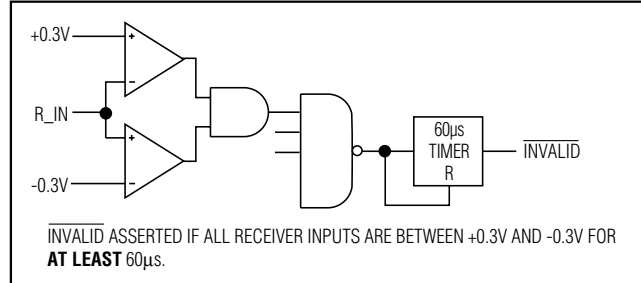 +0.3V
+
-
R_IN
+
-
-0.3V
60µs
TIMER
R
INVALID
INVALID ASSERTED IF ALL RECEIVER INPUTS ARE BETWEEN +0.3V AND -0.3V FOR
AT LEAST 60µs.